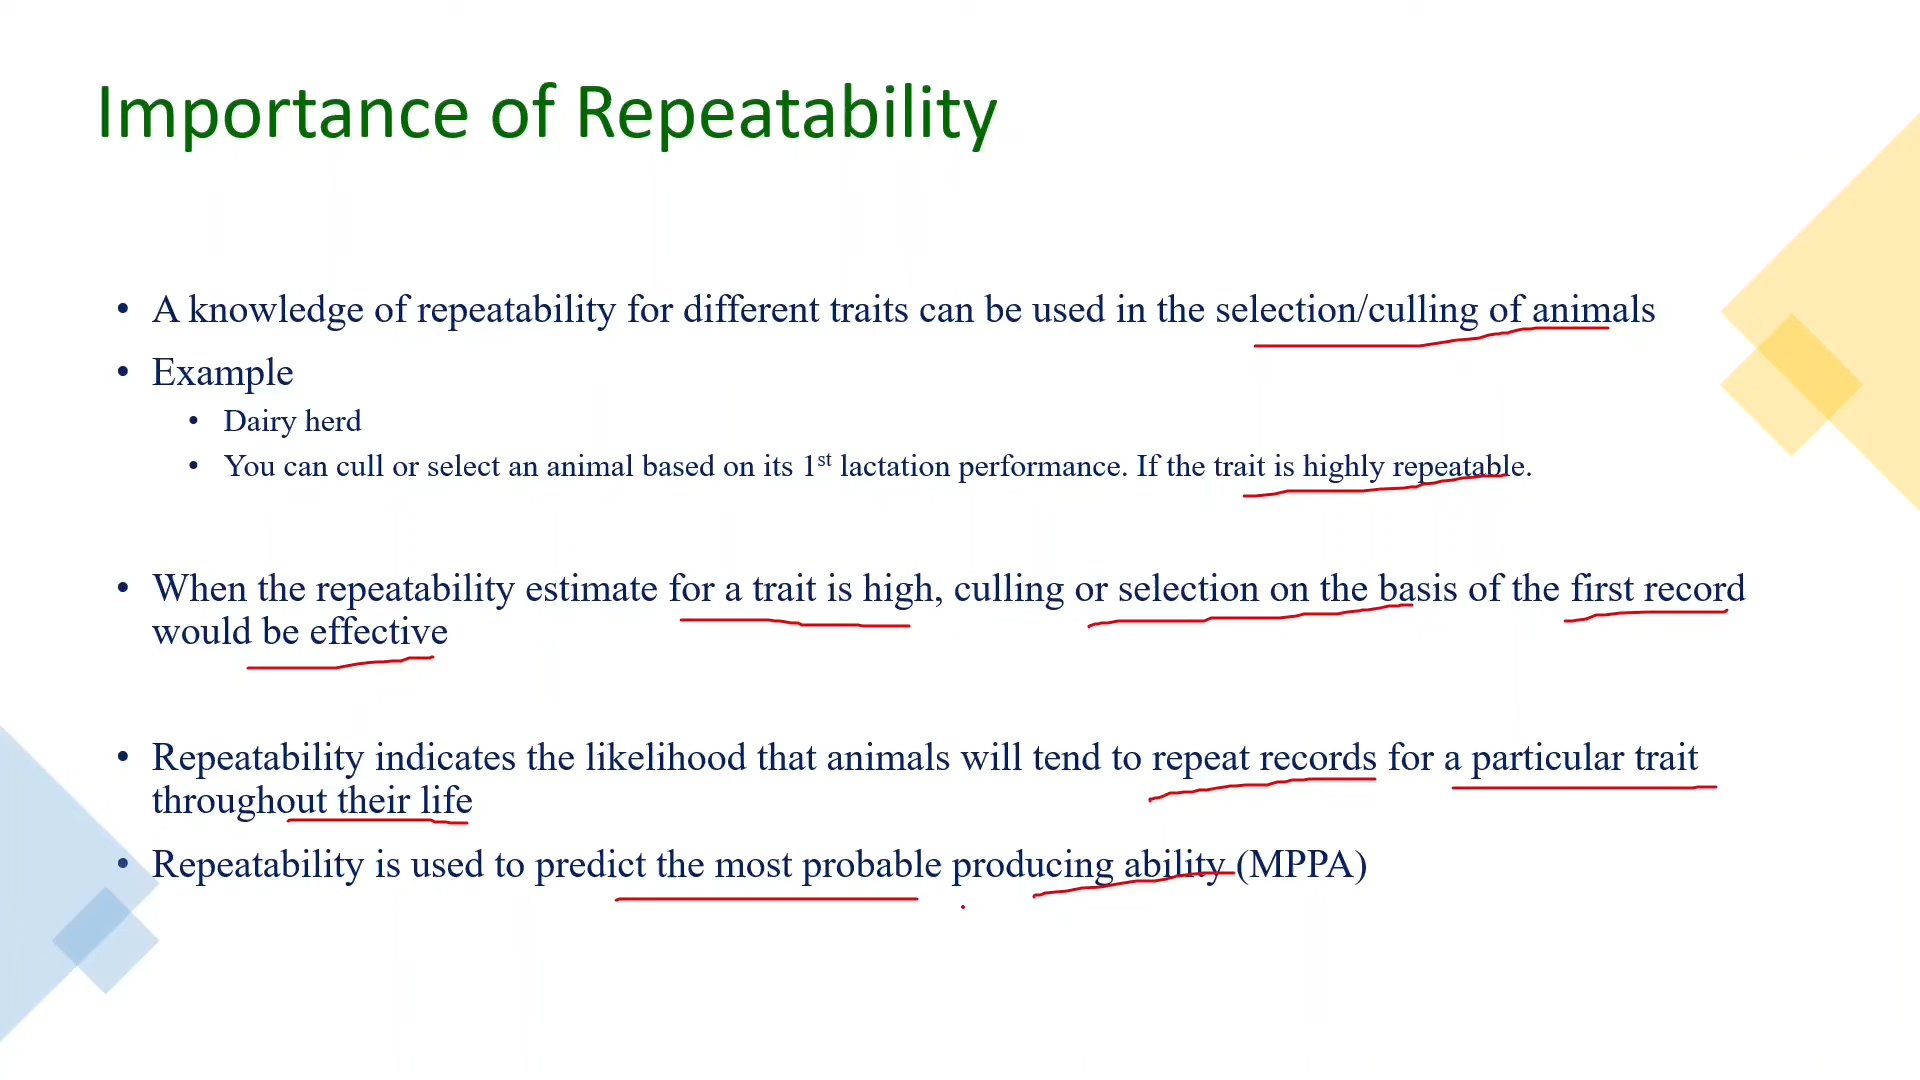 Importance of Repeatability
• A knowledge of repeatability for different traits can be used in the selection/culling of animals
• Example
• Dairy herd
• You can cull or select an animal based on its 1st lactation performance. If the trait is highly repeatable.
• When the repeatability estimate for a trait is high, culling or selection on the basis of the first record
would be effective
• Repeatability indicates the likelihood that animals will tend to repeat records for a particular trait
throughout their life
• Repeatability is used to predict the most probable producing ability (MPPA)